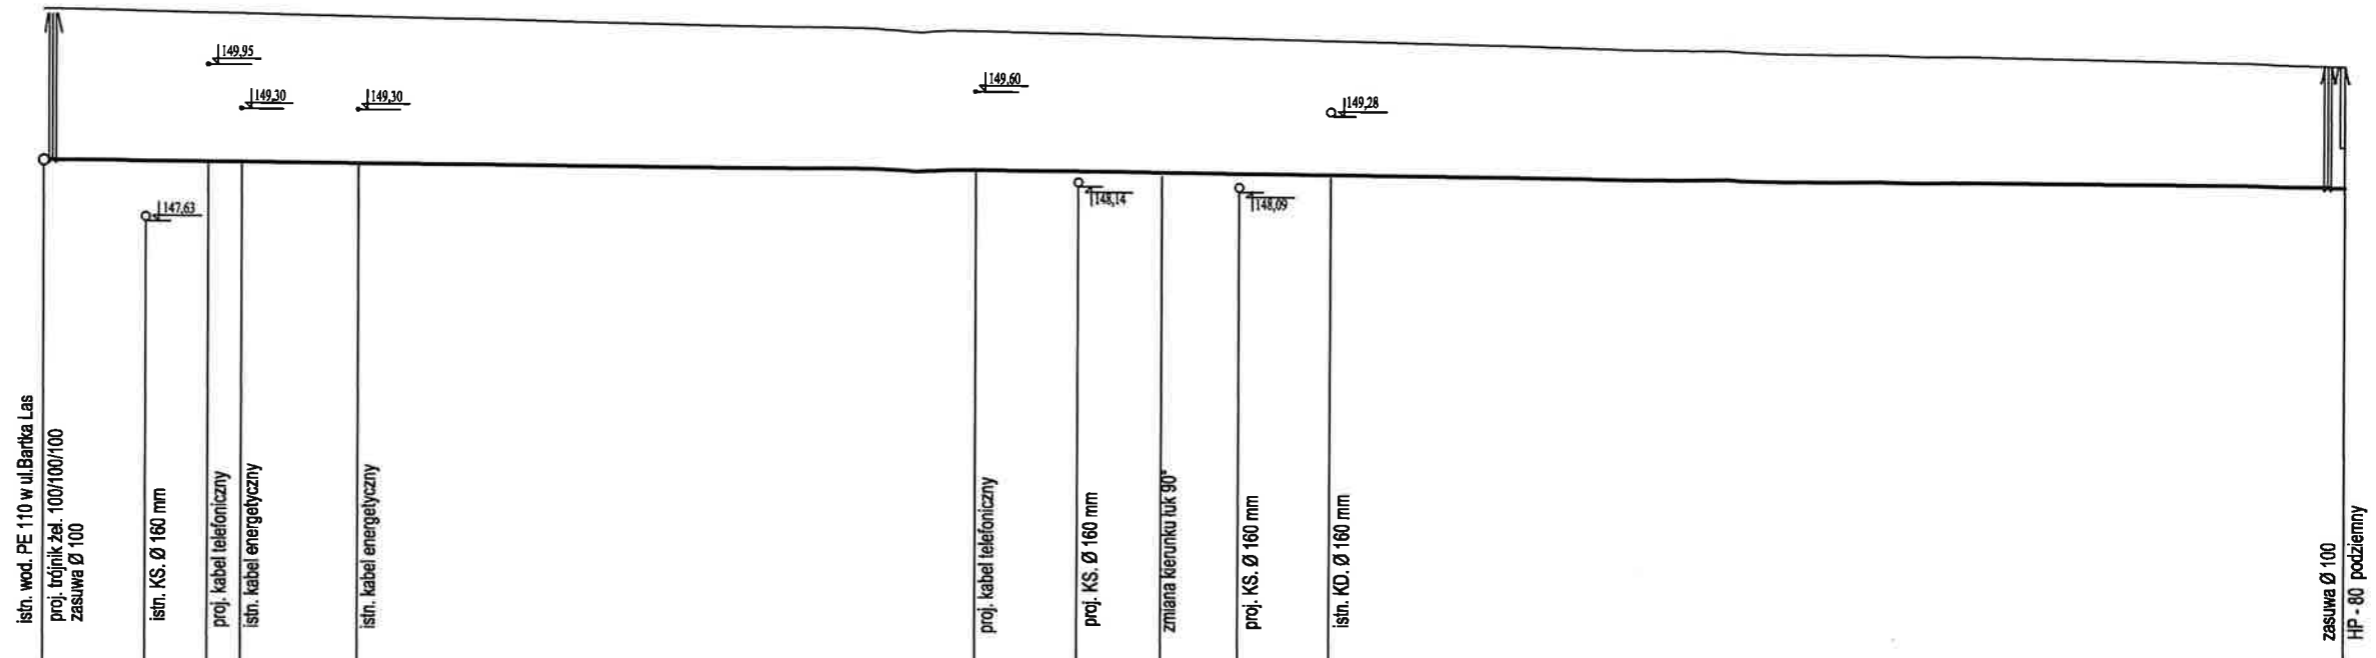 149,95
149,30
149,30
149,60
149,28
147,63
148,14
148,09
istn. wod. PE 110 w ul.Bartka Las
proj. trójnik żel. 100/100/100
zasuwa Ø 100
istn. KS. Ø 160 mm
proj. kabel telefoniczny
istn. kabel energetyczny
istn. kabel energetyczny
proj. kabel telefoniczny
proj. KS. Ø 160 mm
zmiana kierunku łuk 90°
proj. KS. Ø 160 mm
istn. KD. Ø 160 mm
zasuwa Ø 100
HP - 80 podziemny